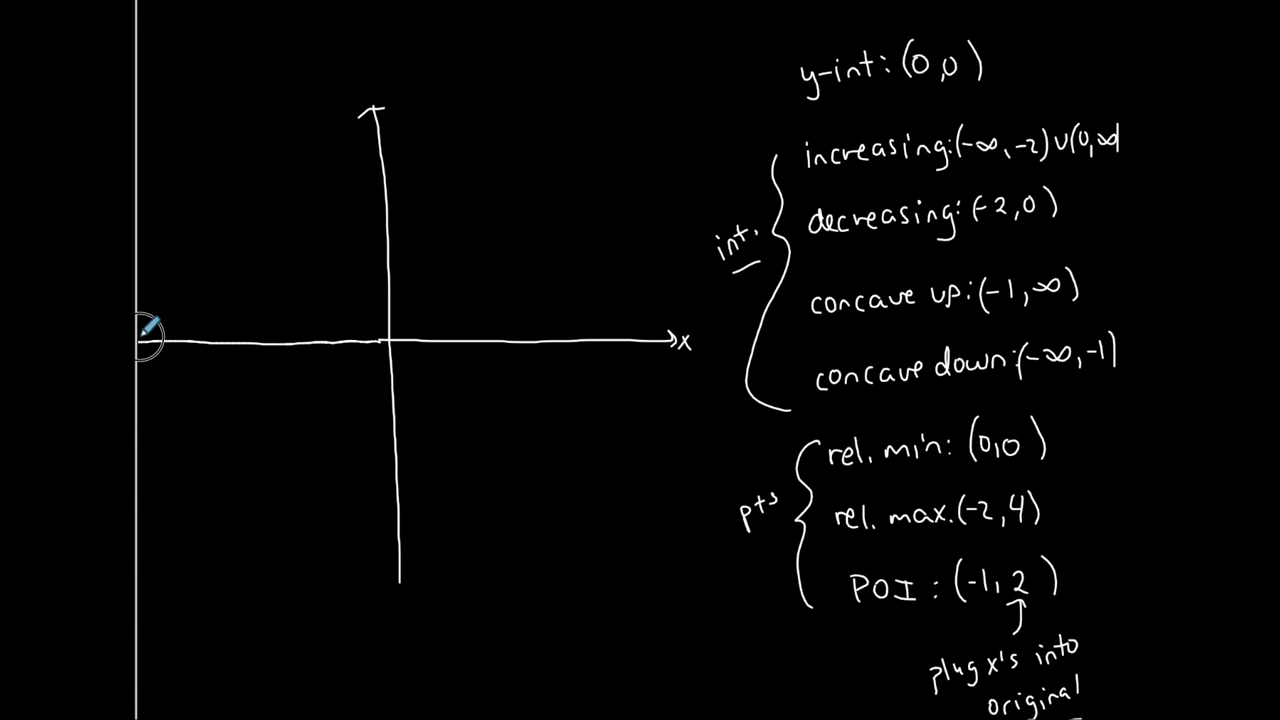 y-int: (0,0)
increasing: (-∞, -2) ∪ (0, ∞
decreasing: (-2, 0)
int.
concave up: (-1, ∞)
x
concave down: (-∞, -1)
rel. min: (0,0)
pts
rel. max. (-2, 4)
POI: (-1, 2)
plug x's into
original